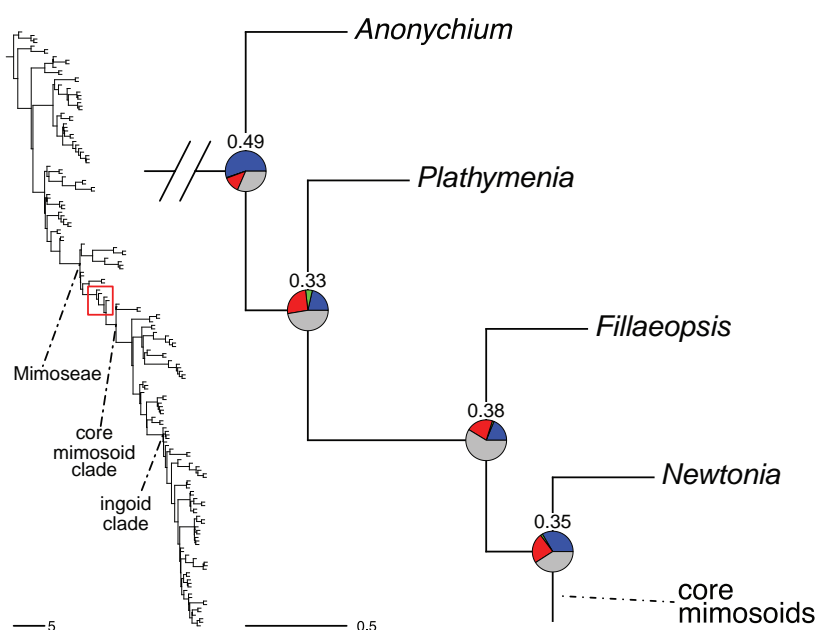 Anonychium
0.49
Plathymenia
0.33
Fillaeopsis
0.38
Mimoseae
core
mimosoid
clade
Newtonia
ingoid
clade
0.35
core
mimosoids
5
0.5